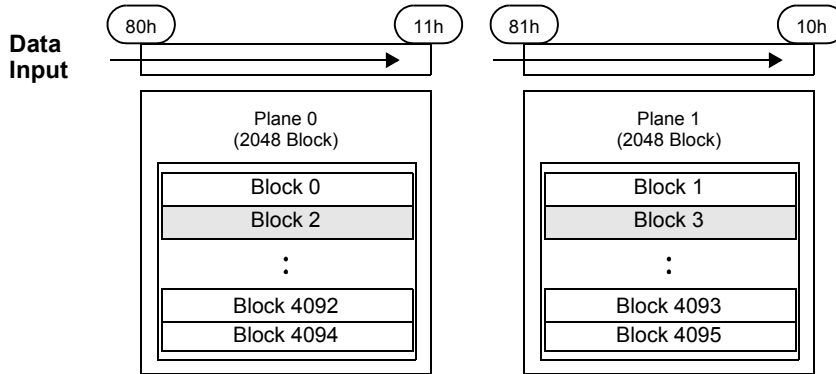 80h 11h 81h 10h
Data
Input
Plane 0
(2048 Block)
Block 0
Block 2
:
Block 4092
Block 4094
Plane 1
(2048 Block)
Block 1
Block 3
:
Block 4093
Block 4095